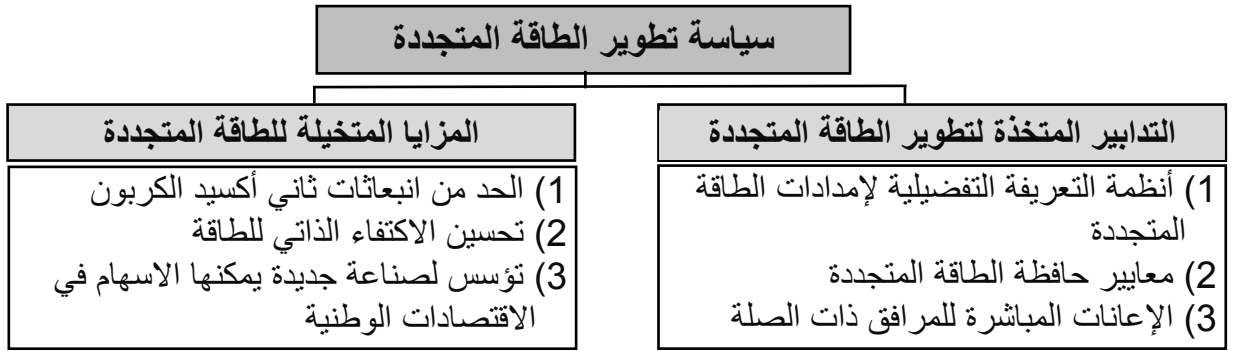 سياسة تطوير الطاقة المتجددة
التدابير المتخذة لتطوير الطاقة المتجددة
1) أنظمة التعريفة التفضيلية لإمدادات الطاقة
المتجددة
2) معايير حافظة الطاقة المتجددة
3) الإعانات المباشرة للمرافق ذات الصلة
المزايا المتخيلة للطاقة المتجددة
1) الحد من انبعاثات ثاني أكسيد الكربون
2) تحسين الاكتفاء الذاتي للطاقة
3) تؤسس لصناعة جديدة يمكنها الاسهام في
الاقتصادات الوطنية